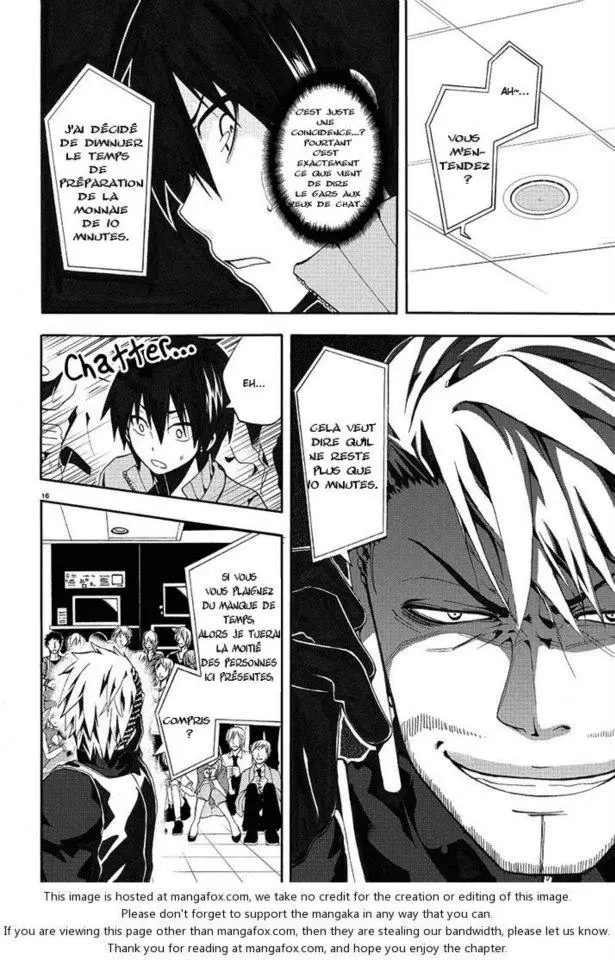 AH~...
VOUS
M'EN-
TENDEZ
?
C'EST JUSTE
UNE
COINCIDENCE...?
POURTANT
C'EST
EXACTEMENT
CE QUE VIENT
DE DIRE
LE GARS AUX
YEUX DE CHAT...
J'AI DÉCIDÉ
DE DIMINUER
LE TEMPS
DE
PRÉPARATION
DE LA
MONNAIE
DE 10
MINUTES.
CELÀ VEUT
DIRE QU'IL
NE RESTE
PLUS QUE
10 MINUTES.
EH...
Chatter...
16
SI VOUS
VOUS PLAIGNEZ
DU MANQUE DE
TEMPS,
ALORS JE TUERAI
LA MOITIÉ
DES PERSONNES
ICI PRÉSENTES,
COMPRIS
?
This image is hosted at mangafox.com, we take no credit for the creation or editing of this image.
Please don't forget to support the mangaka in any way that you can.
If you are viewing this page other than mangafox.com, then they are stealing our bandwidth, please let us know.
Thank you for reading at mangafox.com, and hope you enjoy the chapter.